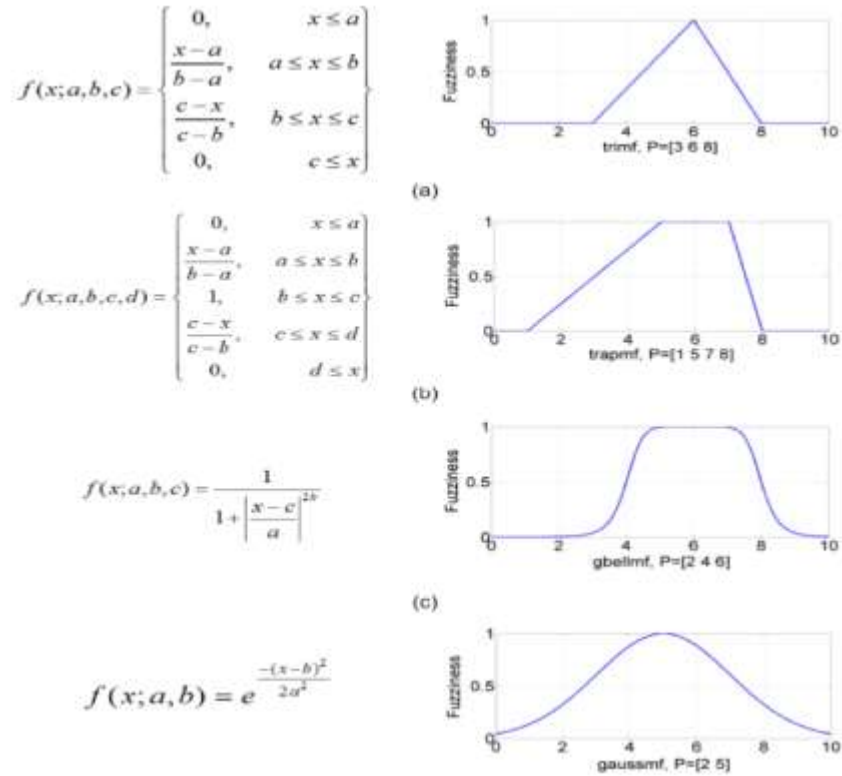 f(x;a,b,c) = { 0, x ≤ a
(x − a)/(b − a), a ≤ x ≤ b
(c − x)/(c − b), b ≤ x ≤ c
0, c ≤ x }
1
0.5
0
Fuzziness
0 2 4 6 8 10
trimf, P=[3 6 8]
(a)
f(x;a,b,c,d) = { 0, x ≤ a
(x − a)/(b − a), a ≤ x ≤ b
1, b ≤ x ≤ c
(c − x)/(c − b), c ≤ x ≤ d
0, d ≤ x }
1
0.5
0
Fuzziness
0 2 4 6 8 10
trapmf, P=[1 5 7 8]
(b)
f(x;a,b,c) = 1/(1 + |(x − c)/a|^{2b})
1
0.5
0
Fuzziness
0 2 4 6 8 10
gbellmf, P=[2 4 6]
(c)
f(x;a,b) = e^{−(x−b)²/2a²}
1
0.5
0
Fuzziness
0 2 4 6 8 10
gaussmf, P=[2 5]